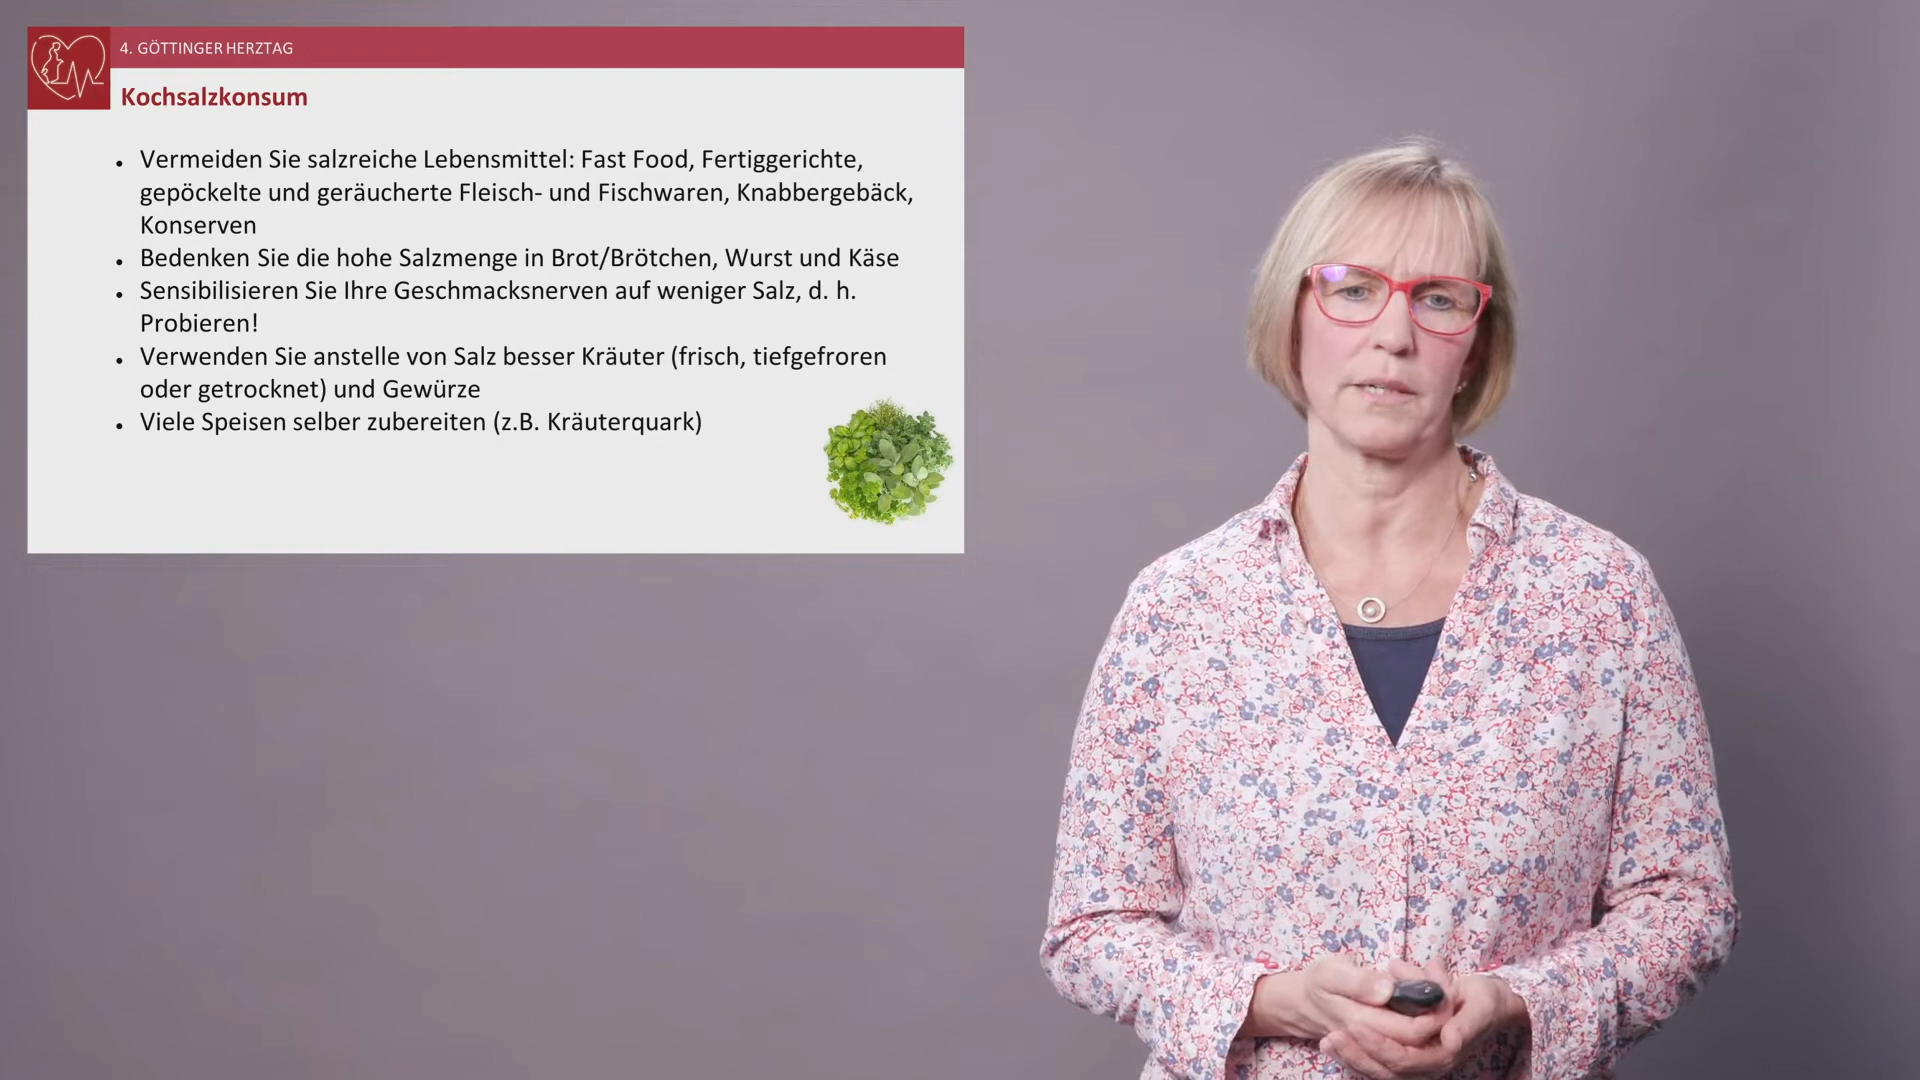 4. GÖTTINGER HERZTAG
Kochsalzkonsum
• Vermeiden Sie salzreiche Lebensmittel: Fast Food, Fertiggerichte,
gepöckelte und geräucherte Fleisch- und Fischwaren, Knabbergebäck,
Konserven
• Bedenken Sie die hohe Salzmenge in Brot/Brötchen, Wurst und Käse
• Sensibilisieren Sie Ihre Geschmacksnerven auf weniger Salz, d. h.
Probieren!
• Verwenden Sie anstelle von Salz besser Kräuter (frisch, tiefgefroren
oder getrocknet) und Gewürze
• Viele Speisen selber zubereiten (z.B. Kräuterquark)